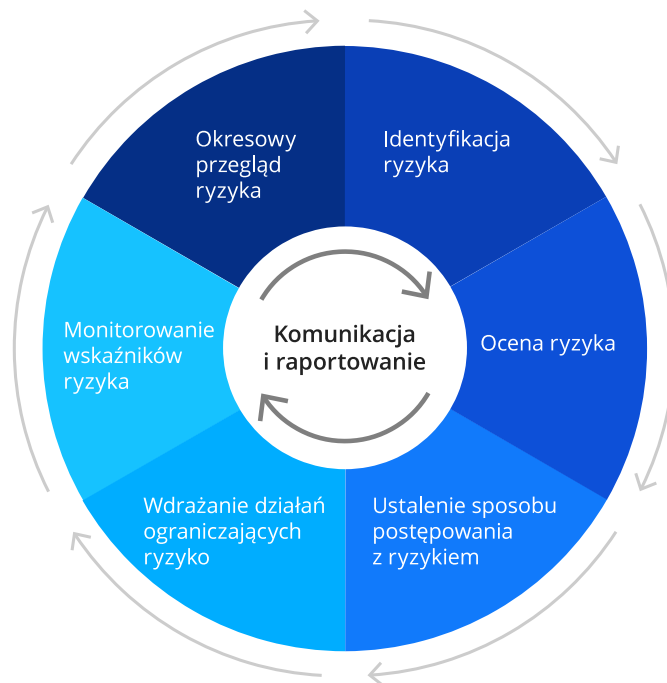 Okresowy
przegląd
ryzyka
Identyfikacja
ryzyka
Ocena ryzyka
Ustalenie sposobu
postępowania
z ryzykiem
Wdrażanie działań
ograniczających
ryzyko
Monitorowanie
wskaźników
ryzyka
Komunikacja
i raportowanie